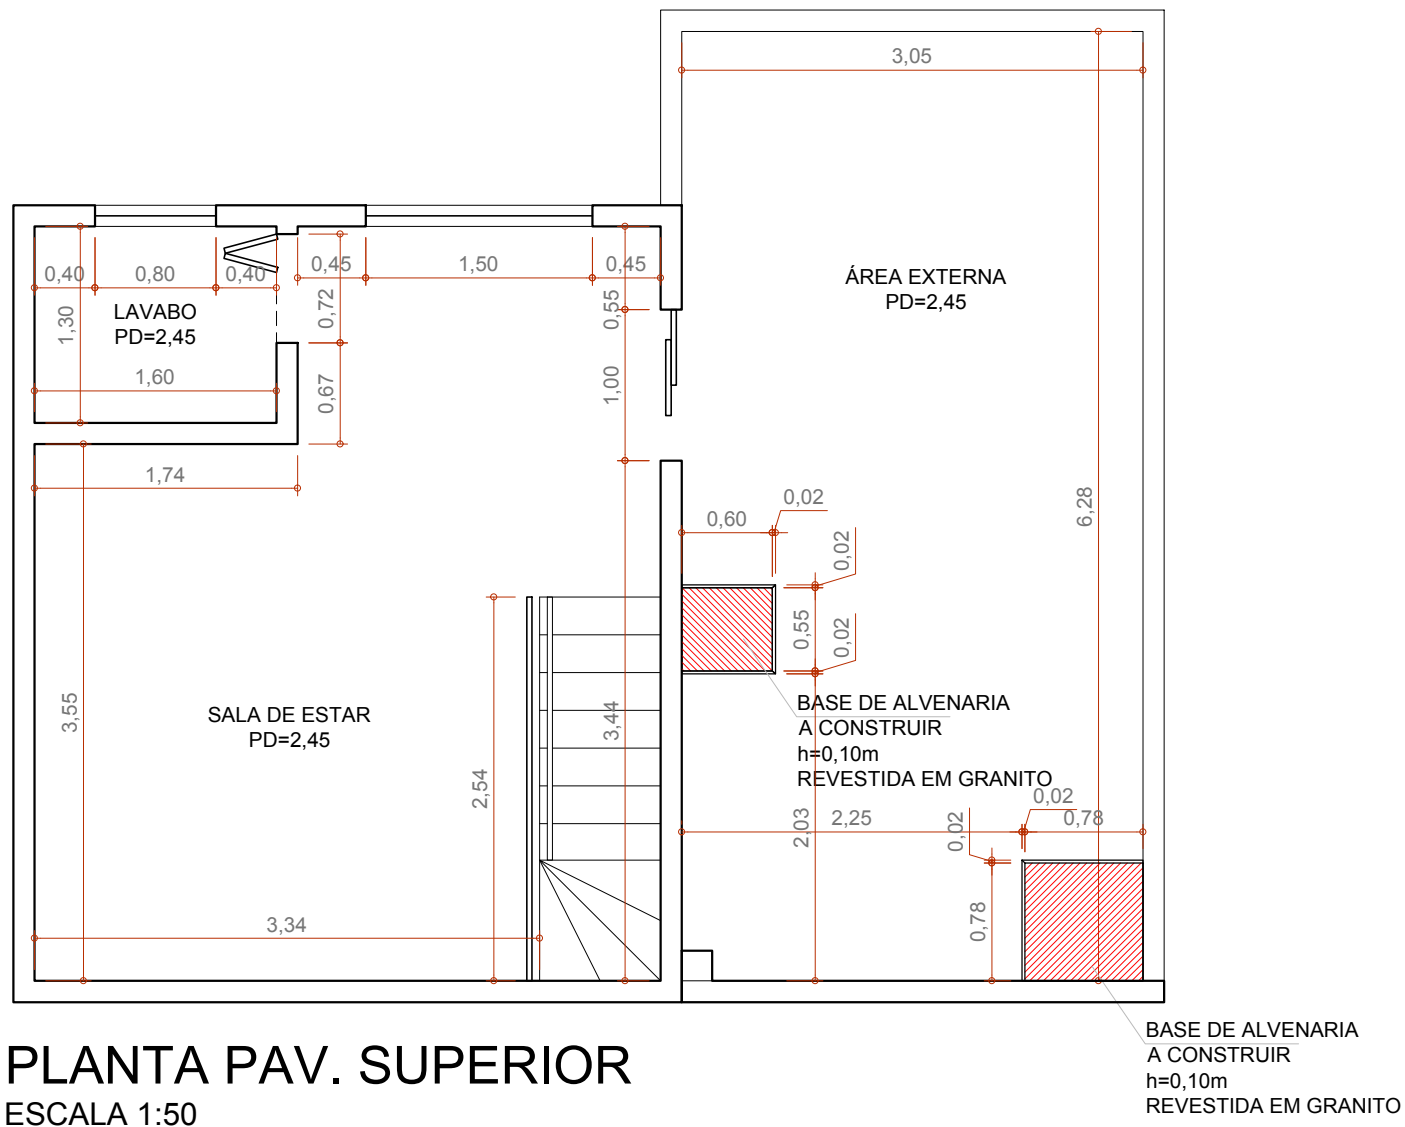 3,05
ÁREA EXTERNA
PD=2,45
0,40
0,80
0,40
0,45
1,50
0,45
LAVABO
PD=2,45
1,30
0,72
0,55
1,60
0,67
1,00
1,74
0,60
0,02
6,28
0,02
0,55
0,02
3,55
SALA DE ESTAR
PD=2,45
3,44
2,54
BASE DE ALVENARIA
A CONSTRUIR
h=0,10m
REVESTIDA EM GRANITO
2,03
2,25
0,02
0,02
0,78
0,78
3,34
BASE DE ALVENARIA
A CONSTRUIR
h=0,10m
REVESTIDA EM GRANITO
PLANTA PAV. SUPERIOR
ESCALA 1:50